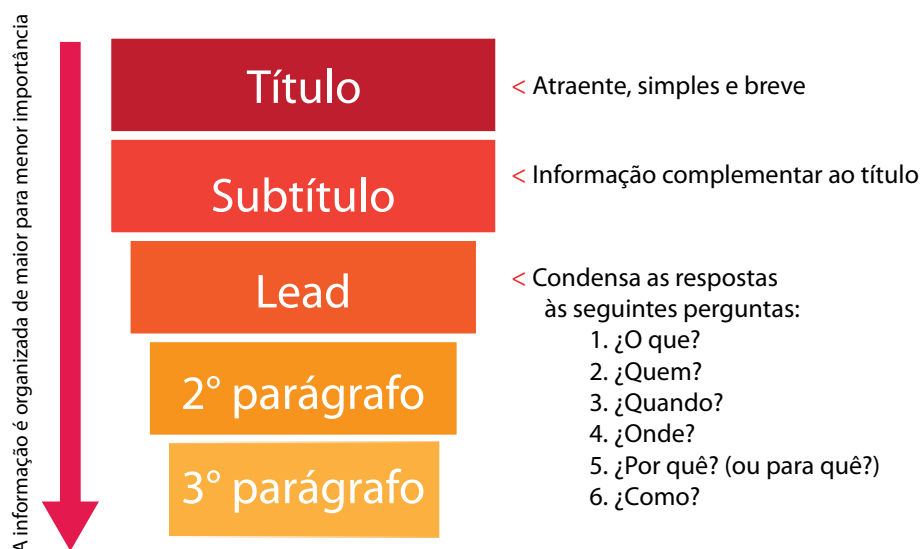 A informação é organizada de maior para menor importância
Título
< Atraente, simples e breve
Subtítulo
< Informação complementar ao título
Lead
< Condensa as respostas
às seguintes perguntas:
1. ¿O que?
2. ¿Quem?
3. ¿Quando?
4. ¿Onde?
5. ¿Por quê? (ou para quê?)
6. ¿Como?
2° parágrafo
3° parágrafo